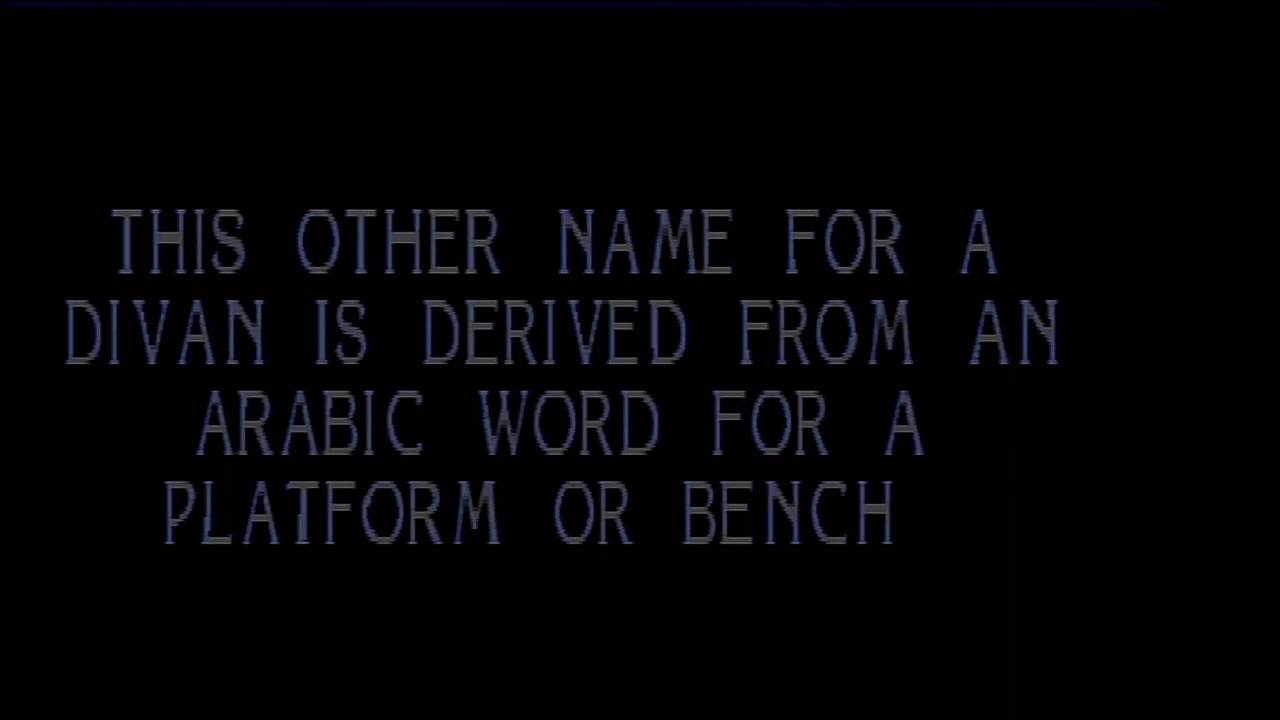 THIS OTHER NAME FOR A
DIVAN IS DERIVED FROM AN
ARABIC WORD FOR A
PLATFORM OR BENCH